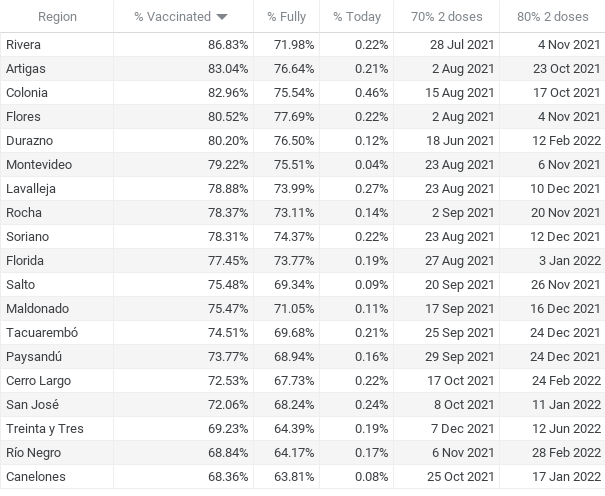 Region % Vaccinated % Fully % Today 70% 2 doses 80% 2 doses
Rivera 86.83% 71.98% 0.22% 28 Jul 2021 4 Nov 2021
Artigas 83.04% 76.64% 0.21% 2 Aug 2021 23 Oct 2021
Colonia 82.96% 75.54% 0.46% 15 Aug 2021 17 Oct 2021
Flores 80.52% 77.69% 0.22% 2 Aug 2021 4 Nov 2021
Durazno 80.20% 76.50% 0.12% 18 Jun 2021 12 Feb 2022
Montevideo 79.22% 75.51% 0.04% 23 Aug 2021 6 Nov 2021
Lavalleja 78.88% 73.99% 0.27% 23 Aug 2021 10 Dec 2021
Rocha 78.37% 73.11% 0.14% 2 Sep 2021 20 Nov 2021
Soriano 78.31% 74.37% 0.22% 23 Aug 2021 12 Dec 2021
Florida 77.45% 73.77% 0.19% 27 Aug 2021 3 Jan 2022
Salto 75.48% 69.34% 0.09% 20 Sep 2021 26 Nov 2021
Maldonado 75.47% 71.05% 0.11% 17 Sep 2021 16 Dec 2021
Tacuarembó 74.51% 69.68% 0.21% 25 Sep 2021 24 Dec 2021
Paysandú 73.77% 68.94% 0.16% 29 Sep 2021 24 Dec 2021
Cerro Largo 72.53% 67.73% 0.22% 17 Oct 2021 24 Feb 2022
San José 72.06% 68.24% 0.24% 8 Oct 2021 11 Jan 2022
Treinta y Tres 69.23% 64.39% 0.19% 7 Dec 2021 12 Jun 2022
Río Negro 68.84% 64.17% 0.17% 6 Nov 2021 28 Feb 2022
Canelones 68.36% 63.81% 0.08% 25 Oct 2021 17 Jan 2022